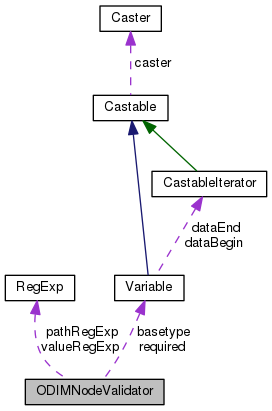 Caster
caster
Castable
CastableIterator
dataEnd
dataBegin
RegExp
Variable
pathRegExp
valueRegExp
basetype
required
ODIMNodeValidator